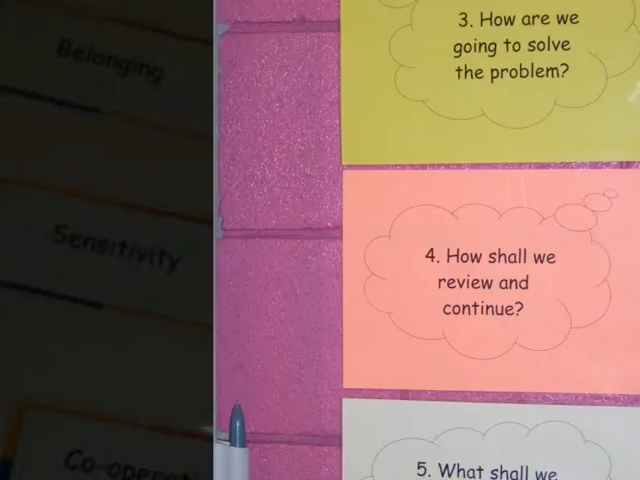 Belonging
Sensitivity
3. How are we
going to solve
the problem?
4. How shall we
review and
continue?
5. What shall we